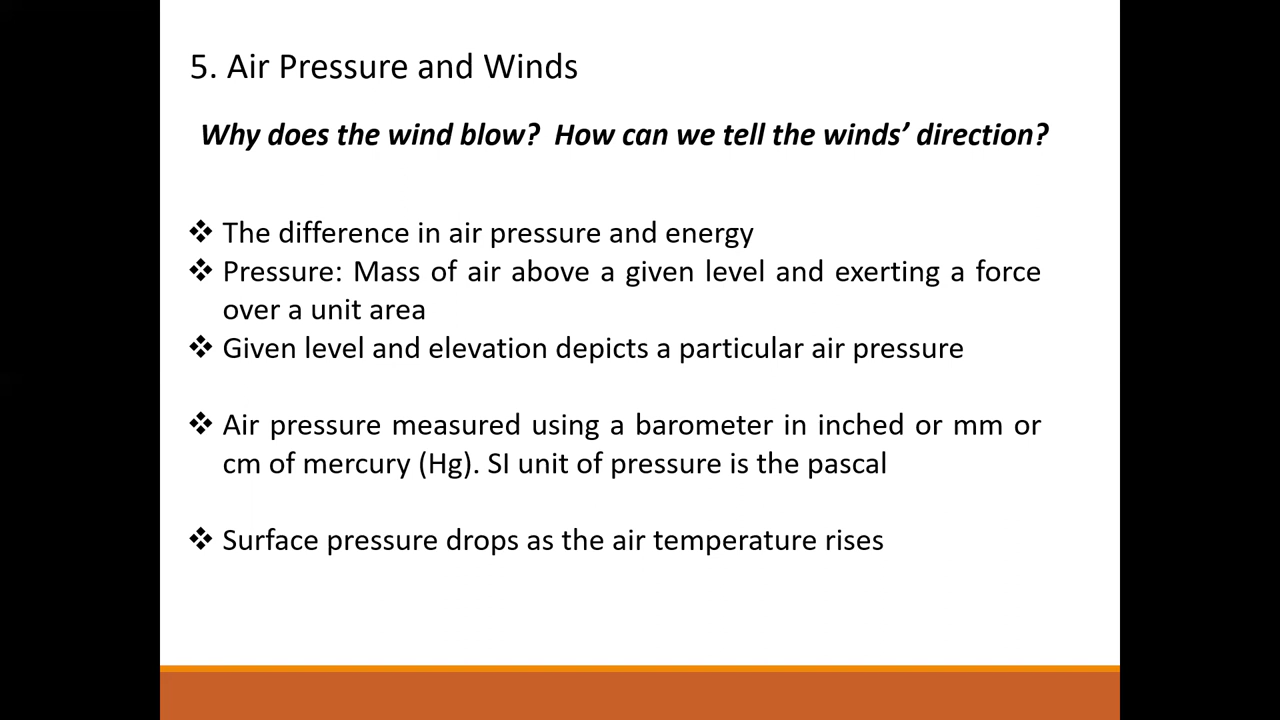 5. Air Pressure and Winds
Why does the wind blow?  How can we tell the winds’ direction?
❖ The difference in air pressure and energy
❖ Pressure: Mass of air above a given level and exerting a force
over a unit area
❖ Given level and elevation depicts a particular air pressure
❖ Air pressure measured using a barometer in inched or mm or
cm of mercury (Hg). SI unit of pressure is the pascal
❖ Surface pressure drops as the air temperature rises